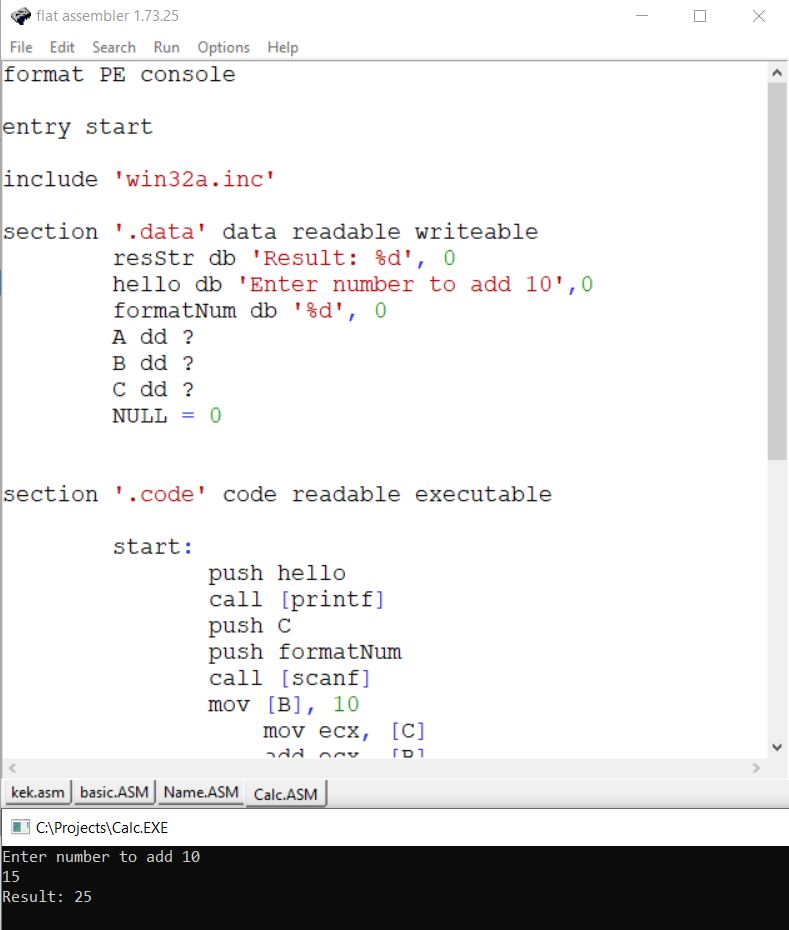 flat assembler 1.73.25
File Edit Search Run Options Help
format PE console
entry start
include 'win32a.inc'
section '.data' data readable writeable
resStr db 'Result: %d', 0
hello db 'Enter number to add 10',0
formatNum db '%d', 0
A dd ?
B dd ?
C dd ?
NULL = 0
section '.code' code readable executable
start:
push hello
call [printf]
push C
push formatNum
call [scanf]
mov [B], 10
mov ecx, [C]
add ecx, [B]
kek.asm basic.ASM Name.ASM Calc.ASM
C:\Projects\Calc.EXE
Enter number to add 10
15
Result: 25